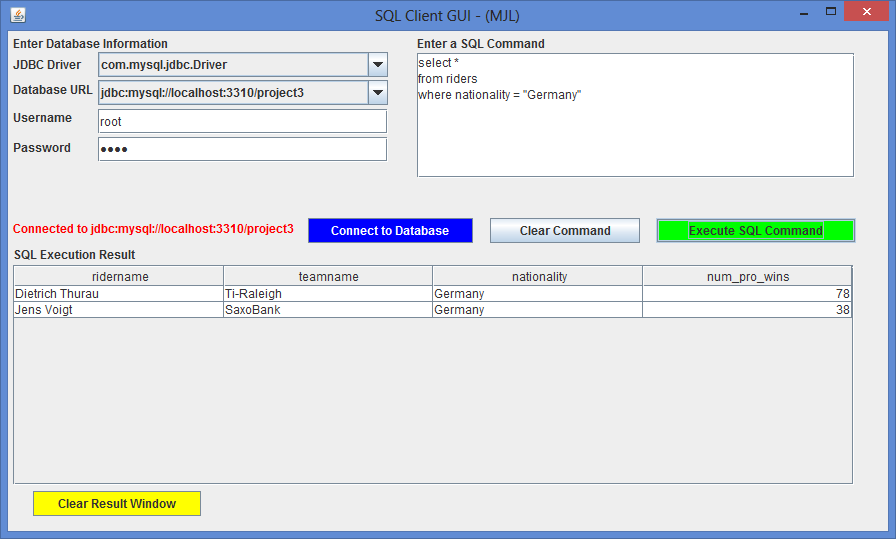 SQL Client GUI - (MJL)
Enter Database Information
JDBC Driver com.mysql.jdbc.Driver
Database URL jdbc:mysql://localhost:3310/project3
Username root
Password ●●●●
Enter a SQL Command
select *
from riders
where nationality = "Germany"
Connected to jdbc:mysql://localhost:3310/project3 Connect to Database Clear Command Execute SQL Command
SQL Execution Result
ridername teamname nationality num_pro_wins
Dietrich Thurau Ti-Raleigh Germany 78
Jens Voigt SaxoBank Germany 38
Clear Result Window